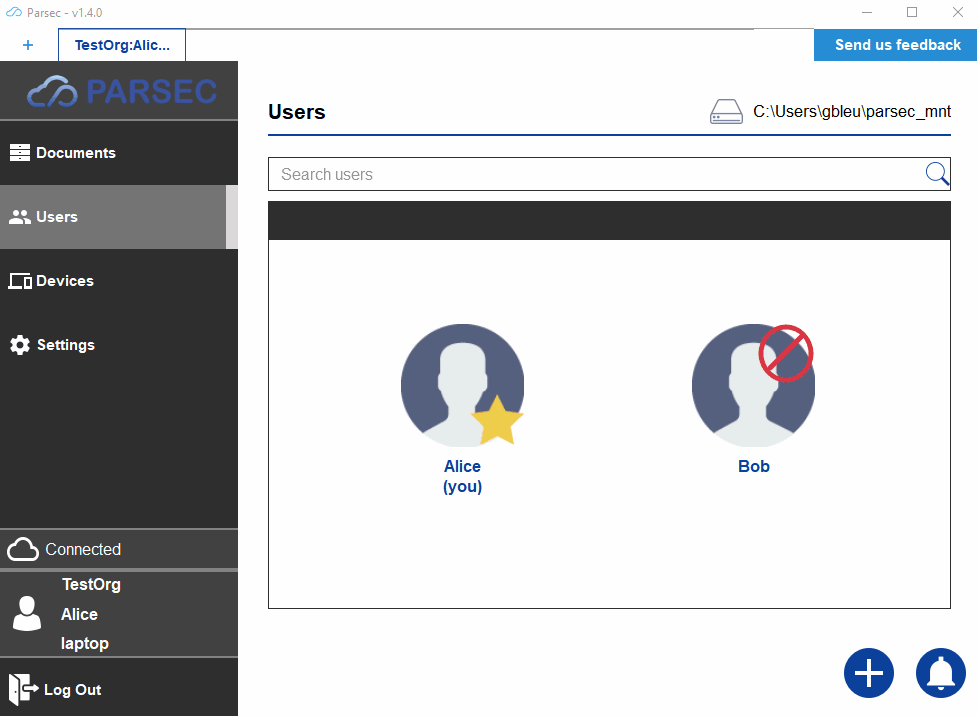 Parsec - v1.4.0
+
TestOrg:Alic...
Send us feedback
PARSEC
Users
C:\Users\gbleu\parsec_mnt
Documents
Search users
Users
Devices
Settings
Alice
(you)
Bob
Connected
TestOrg
Alice
laptop
Log Out